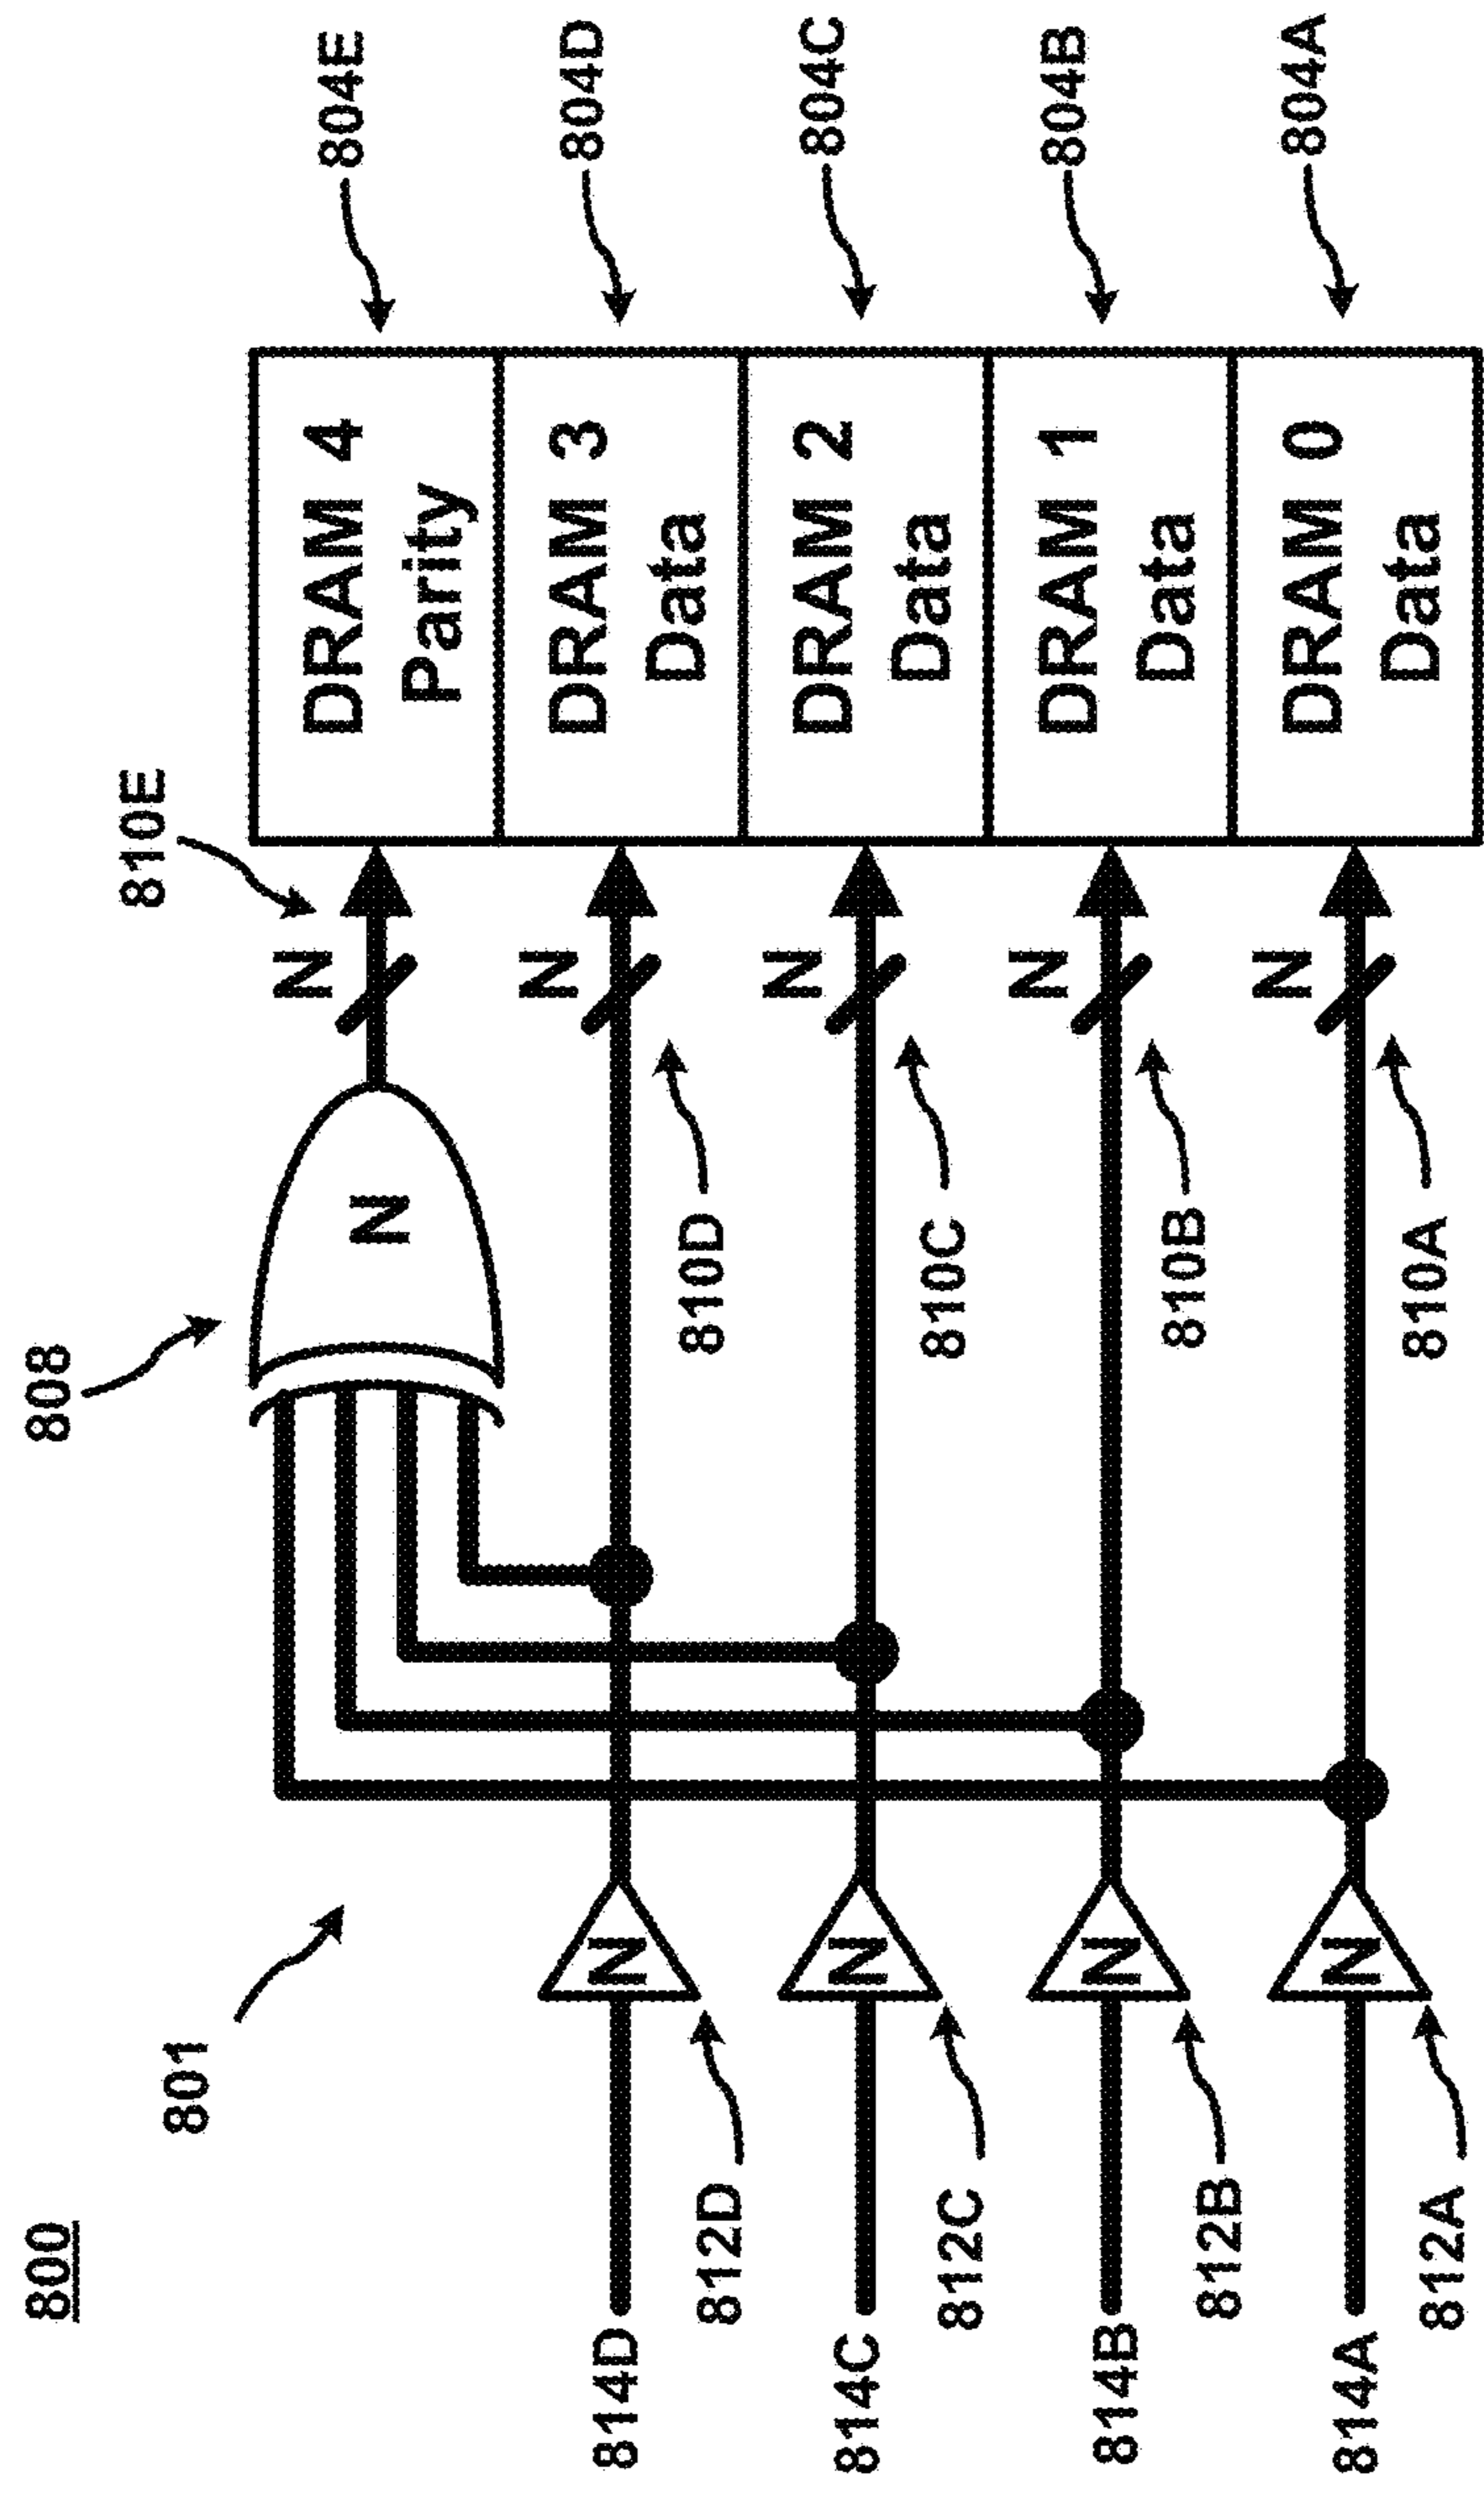 800
801
808
810E
N
N
DRAM 4
Parity
804E
814D
812D
N
810D
N
DRAM 3
Data
804D
814C
812C
N
810C
N
DRAM 2
Data
804C
814B
812B
N
810B
N
DRAM 1
Data
804B
814A
812A
N
810A
N
DRAM 0
Data
804A